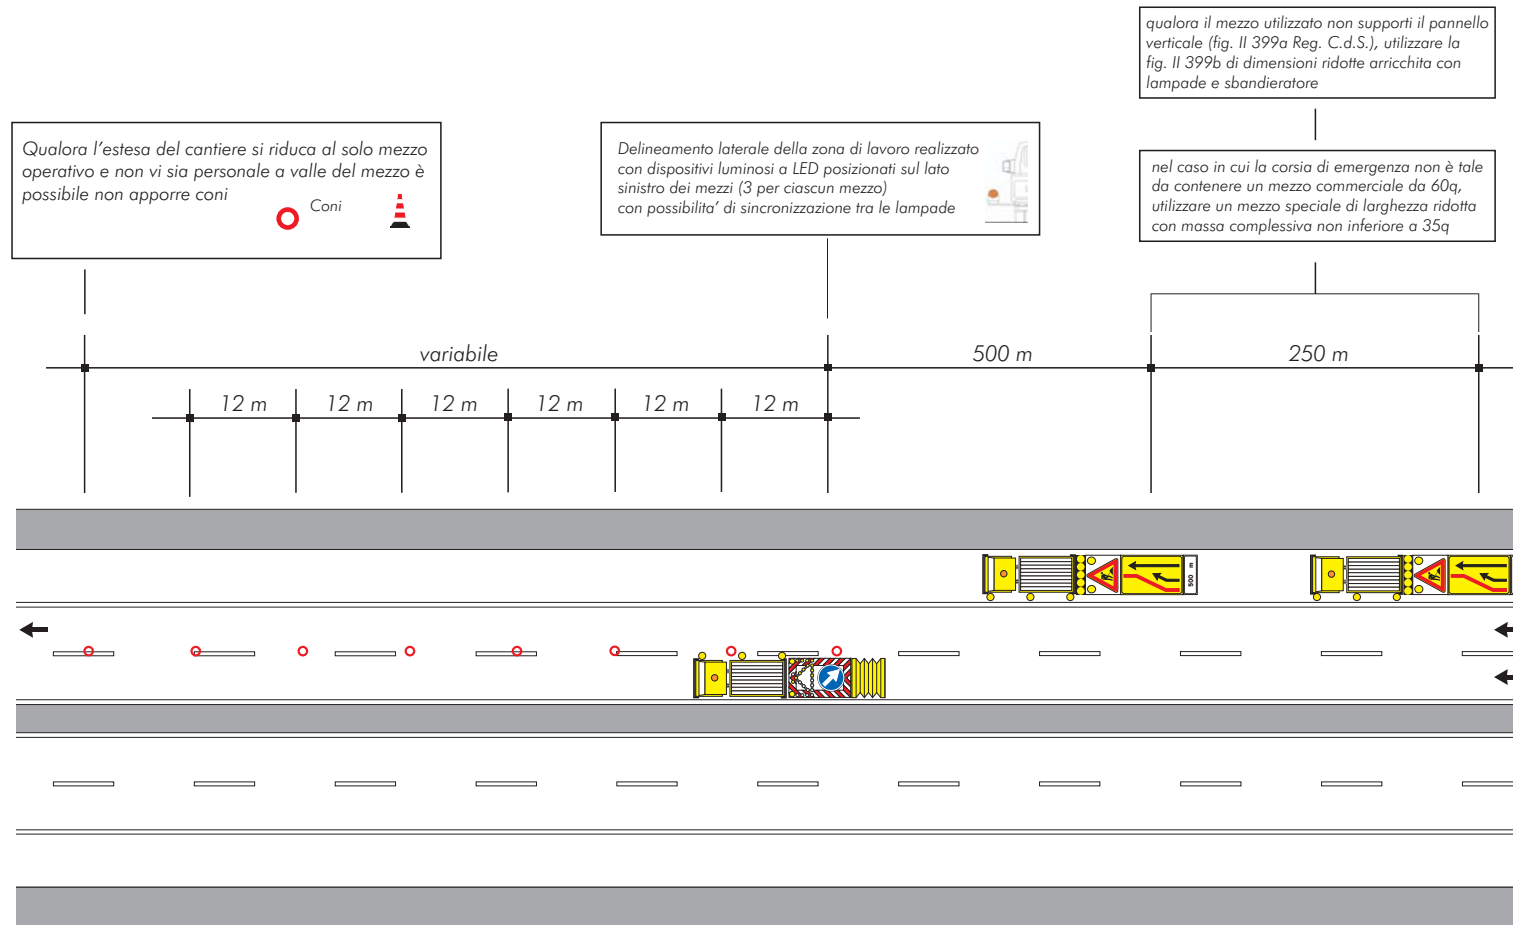 qualora il mezzo utilizzato non supporti il pannello
verticale (fig. II 399a Reg. C.d.S.), utilizzare la
fig. II 399b di dimensioni ridotte arricchita con
lampade e sbandieratore
Qualora l'estesa del cantiere si riduca al solo mezzo
operativo e non vi sia personale a valle del mezzo è
possibile non apporre coni
Coni
Delineamento laterale della zona di lavoro realizzato
con dispositivi luminosi a LED posizionati sul lato
sinistro dei mezzi (3 per ciascun mezzo)
con possibilita' di sincronizzazione tra le lampade
nel caso in cui la corsia di emergenza non è tale
da contenere un mezzo commerciale da 60q,
utilizzare un mezzo speciale di larghezza ridotta
con massa complessiva non inferiore a 35q
variabile
500 m
250 m
12 m
12 m
12 m
12 m
12 m
12 m
500 m